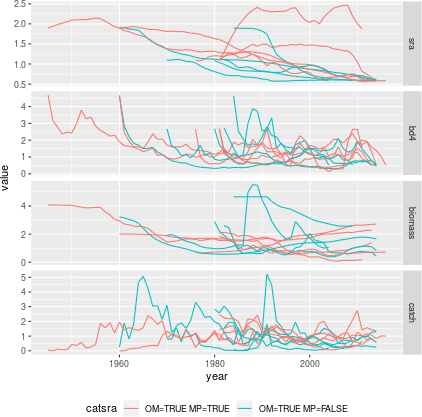 2.5
2.0
1.5
1.0
0.5
sra
4
3
2
1
0
bd4
value
4
2
0
biomass
5
4
3
2
1
0
catch
1960
1980
2000
year
catsra
OM=TRUE MP=TRUE
OM=TRUE MP=FALSE